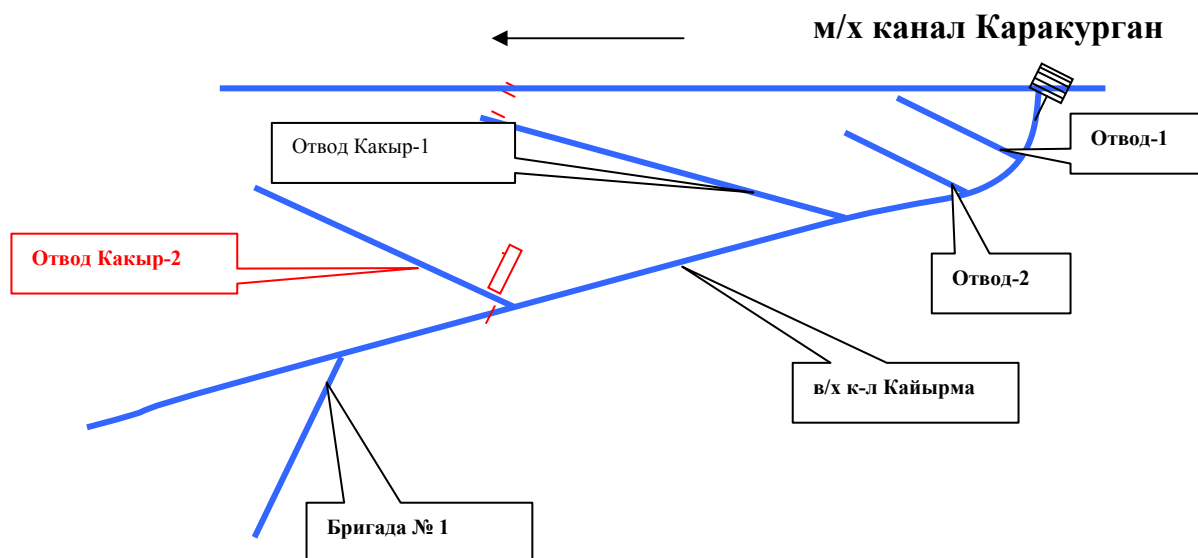 м/х канал Каракурган
Отвод-1
Отвод Какыр-1
Отвод Какыр-2
Отвод-2
в/х к-л Кайырма
Бригада № 1